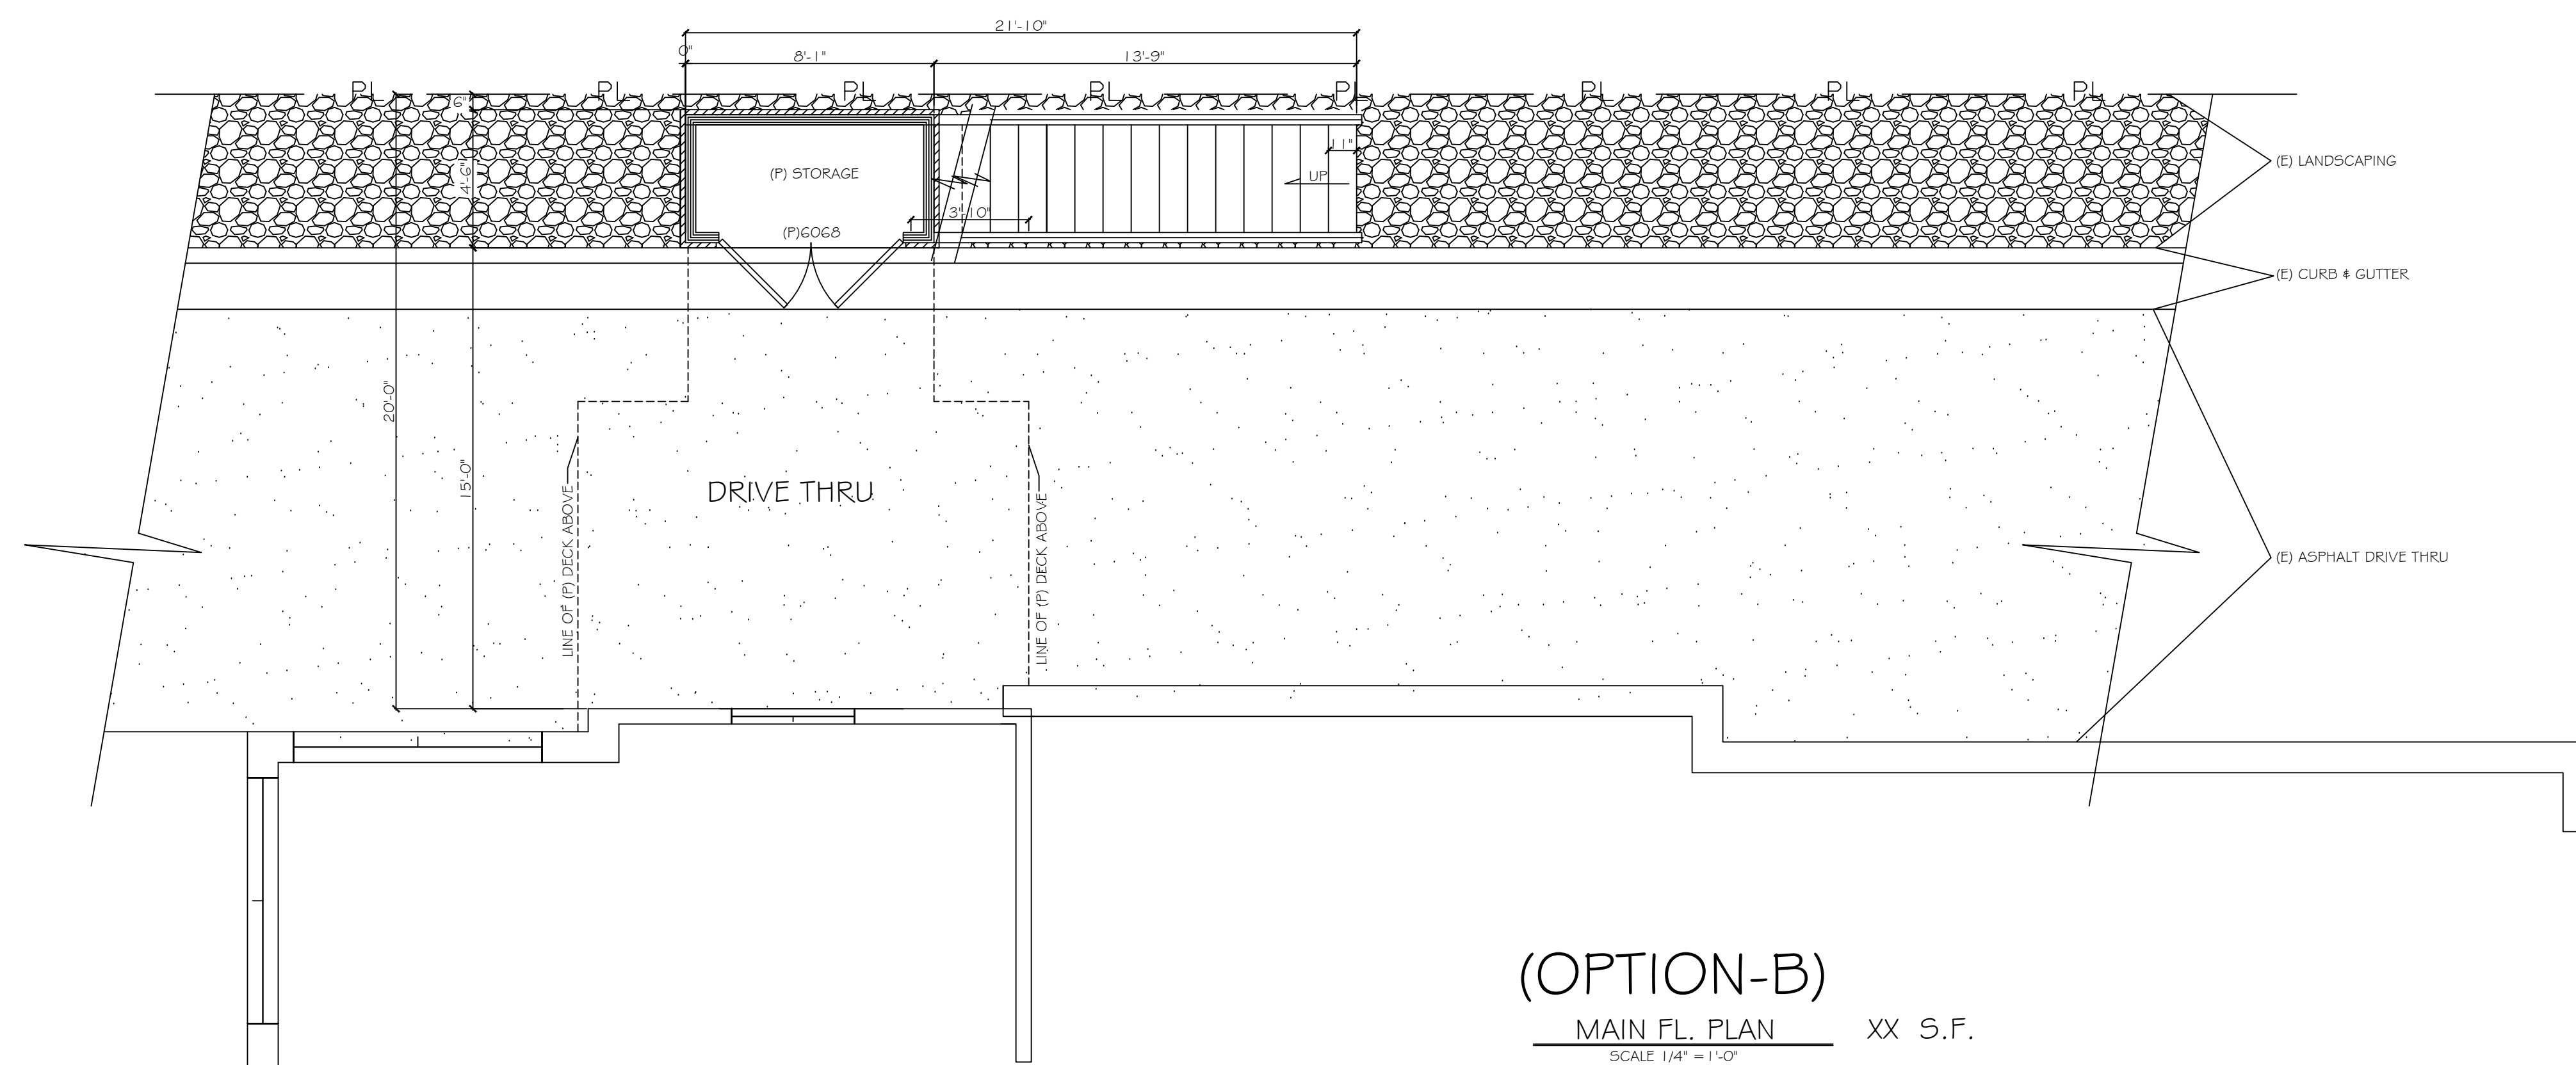 21'-10"
0"
8'-1"
13'-9"
PL PL PL PL PL PL PL PL
6"
11"
(E) LANDSCAPING
(P) STORAGE
UP
4'-6"
3'-10"
(P)6068
(E) CURB & GUTTER
20'-0"
15'-0"
DRIVE THRU
LINE OF (P) DECK ABOVE
LINE OF (P) DECK ABOVE
(E) ASPHALT DRIVE THRU
(OPTION-B)
MAIN FL. PLAN XX S.F.
SCALE 1/4" = 1'-0"